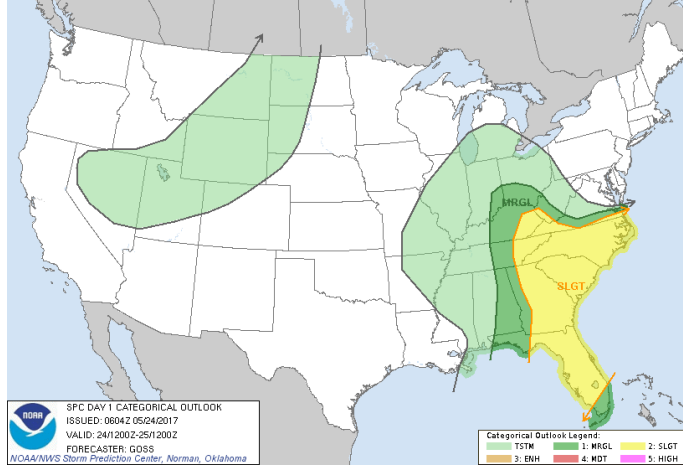 MRGL
SLGT
NOAA
SPC DAY 1 CATEGORICAL OUTLOOK
ISSUED: 0604Z 05/24/2017
VALID: 24/1200Z-25/1200Z
FORECASTER: GOSS
NOAA/NWS Storm Prediction Center, Norman, Oklahoma
Categorical Outlook Legend:
TSTM 1: MRGL 2: SLGT
3: ENH 4: MDT 5: HIGH